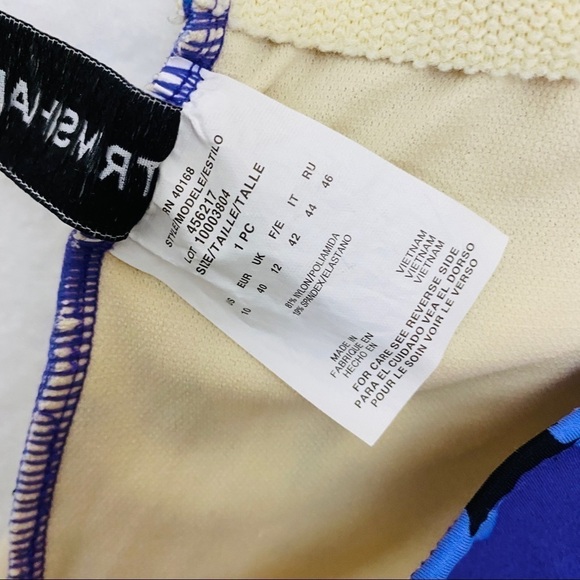 RN 40168
STYLE/MODELE/ESTILO
456217
LOT 10003804
SIZE/TAILLE/TALLE
1 PC
US EUR UK F/E IT RU
10 40 12 42 44 46
81% NYLON/POLIAMIDA
19% SPANDEX/ELASTANO
MADE IN VIETNAM
FABRIQUE EN VIETNAM
HECHO EN VIETNAM
FOR CARE SEE REVERSE SIDE
PARA EL CUIDADO VEA EL DORSO
POUR LE SOIN VOIR LE VERSO